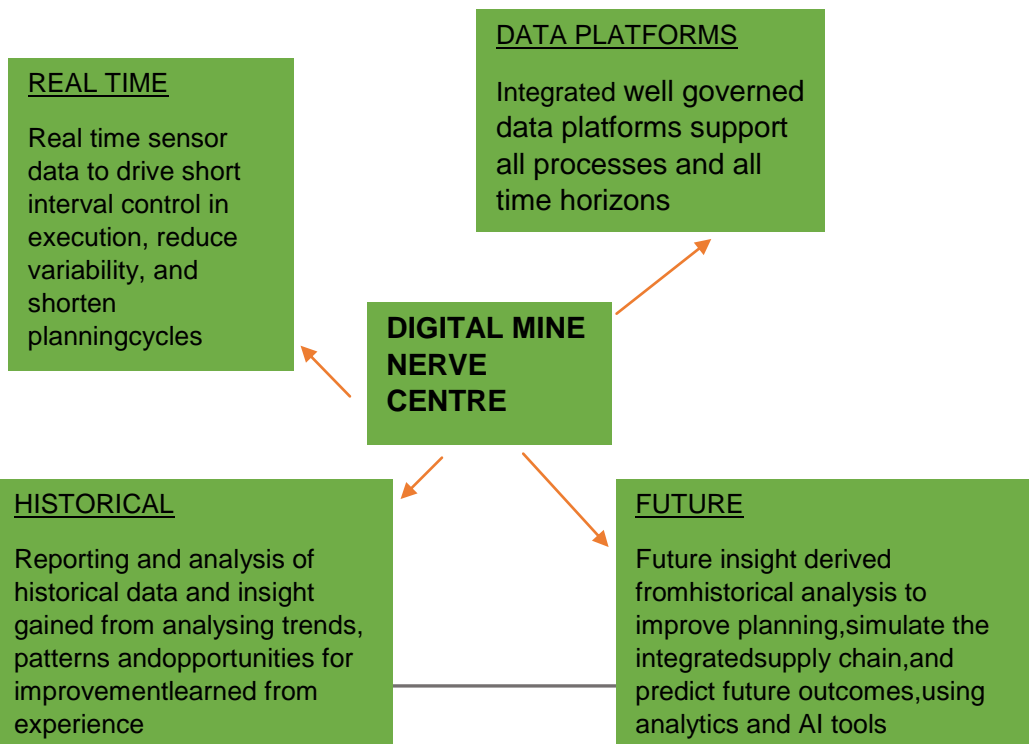 REAL TIME
Real time sensor
data to drive short
interval control in
execution, reduce
variability, and
shorten
planningcycles
DATA PLATFORMS
Integrated well governed
data platforms support
all processes and all
time horizons
DIGITAL MINE
NERVE
CENTRE
HISTORICAL
Reporting and analysis of
historical data and insight
gained from analysing trends,
patterns andopportunities for
improvementlearned from
experience
FUTURE
Future insight derived
fromhistorical analysis to
improve planning,simulate the
integratedsupply chain,and
predict future outcomes,using
analytics and AI tools